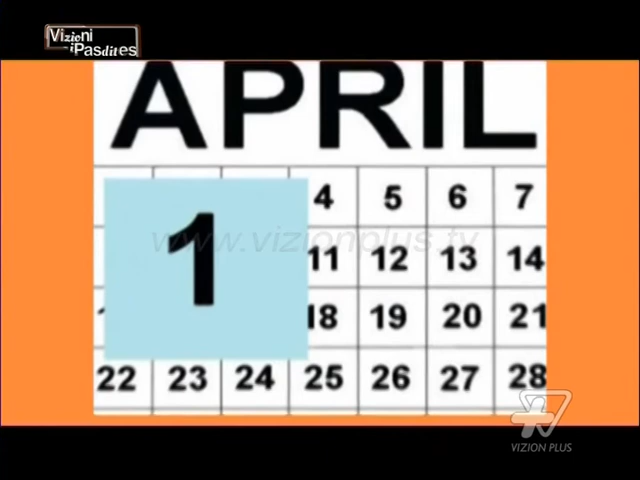 Vizioni
iPasdites
APRIL
1
4 5 6 7
www.vizionplus.tv
11 12 13 14
18 19 20 21
22 23 24 25 26 27 28
VIZION PLUS